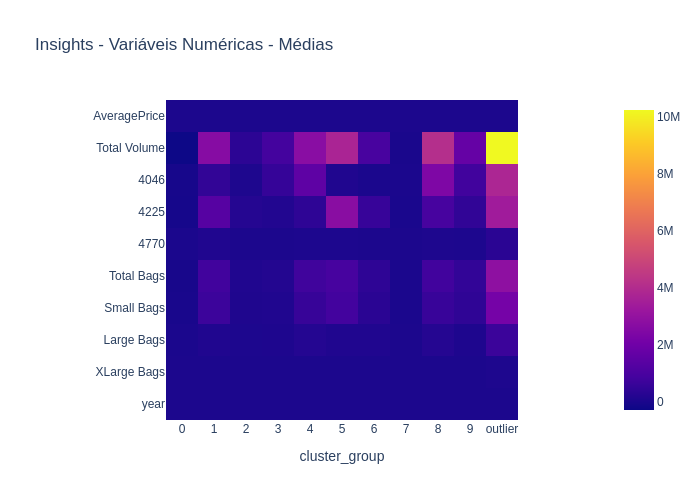 Insights - Variáveis Numéricas - Médias
AveragePrice
Total Volume
4046
4225
4770
Total Bags
Small Bags
Large Bags
XLarge Bags
year
0 1 2 3 4 5 6 7 8 9 outlier
cluster_group
10M
8M
6M
4M
2M
0